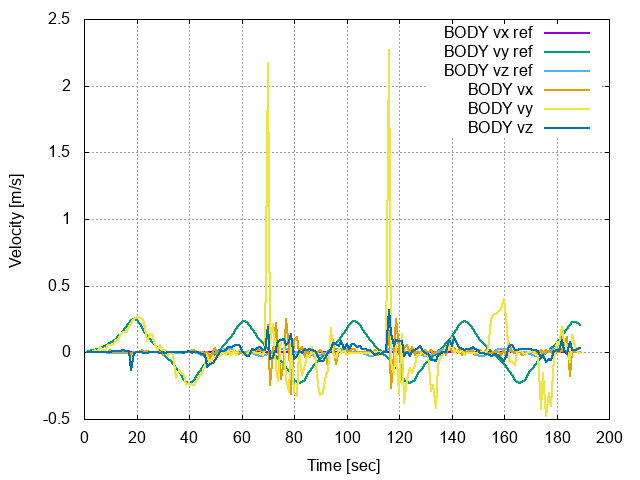 2.5
2
1.5
1
0.5
0
-0.5
0 20 40 60 80 100 120 140 160 180 200
Velocity [m/s]
Time [sec]
BODY vx ref
BODY vy ref
BODY vz ref
BODY vx
BODY vy
BODY vz